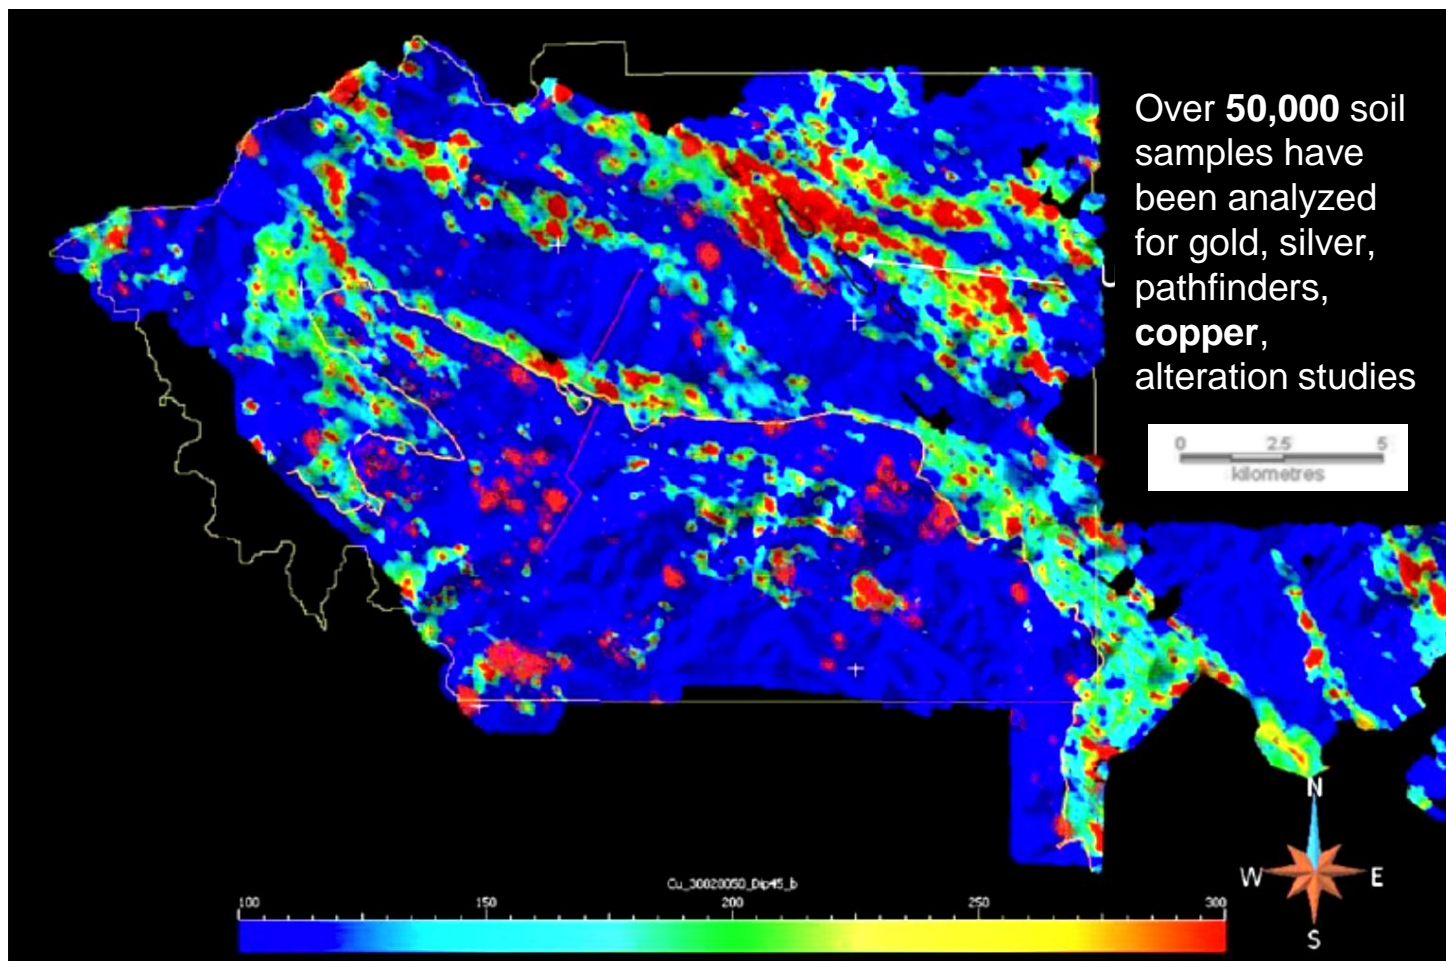 Over 50,000 soil
samples have
been analyzed
for gold, silver,
pathfinders,
copper,
alteration studies
0 2.5 5
kilometres
N
W E
S
Cu_30020050_Dip45_b
100 150 200 250 300